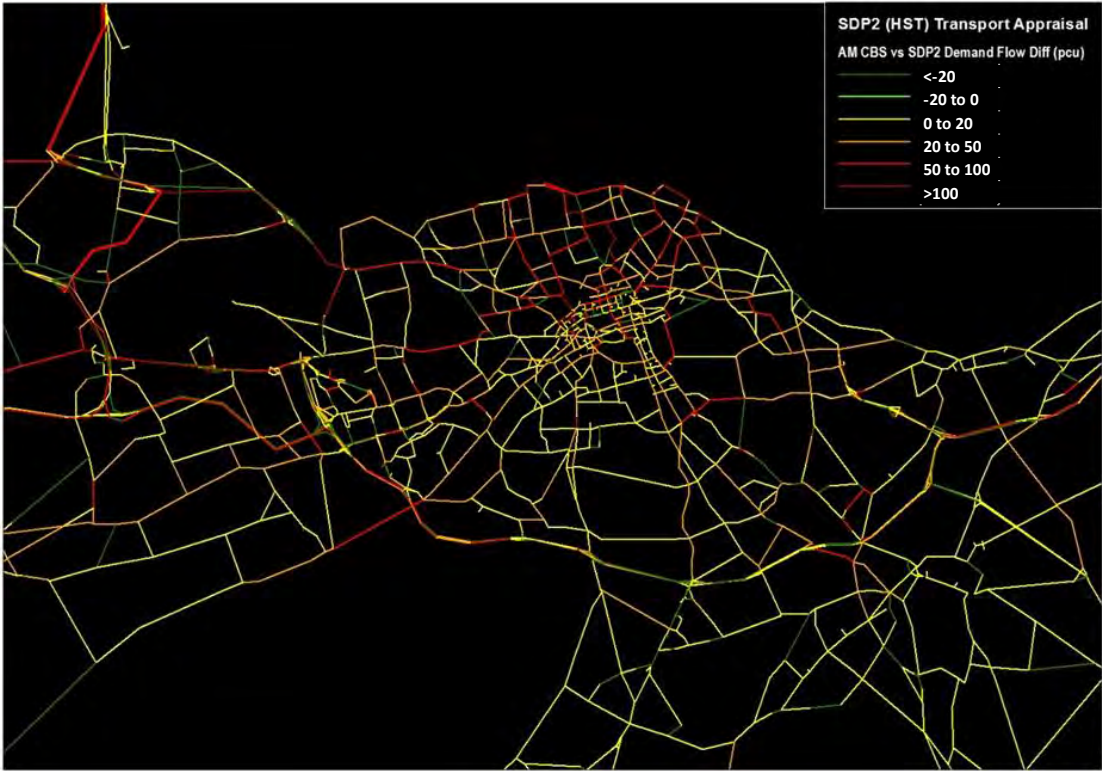 SDP2 (HST) Transport Appraisal
AM CBS vs SDP2 Demand Flow Diff (pcu)
<-20
-20 to 0
0 to 20
20 to 50
50 to 100
>100